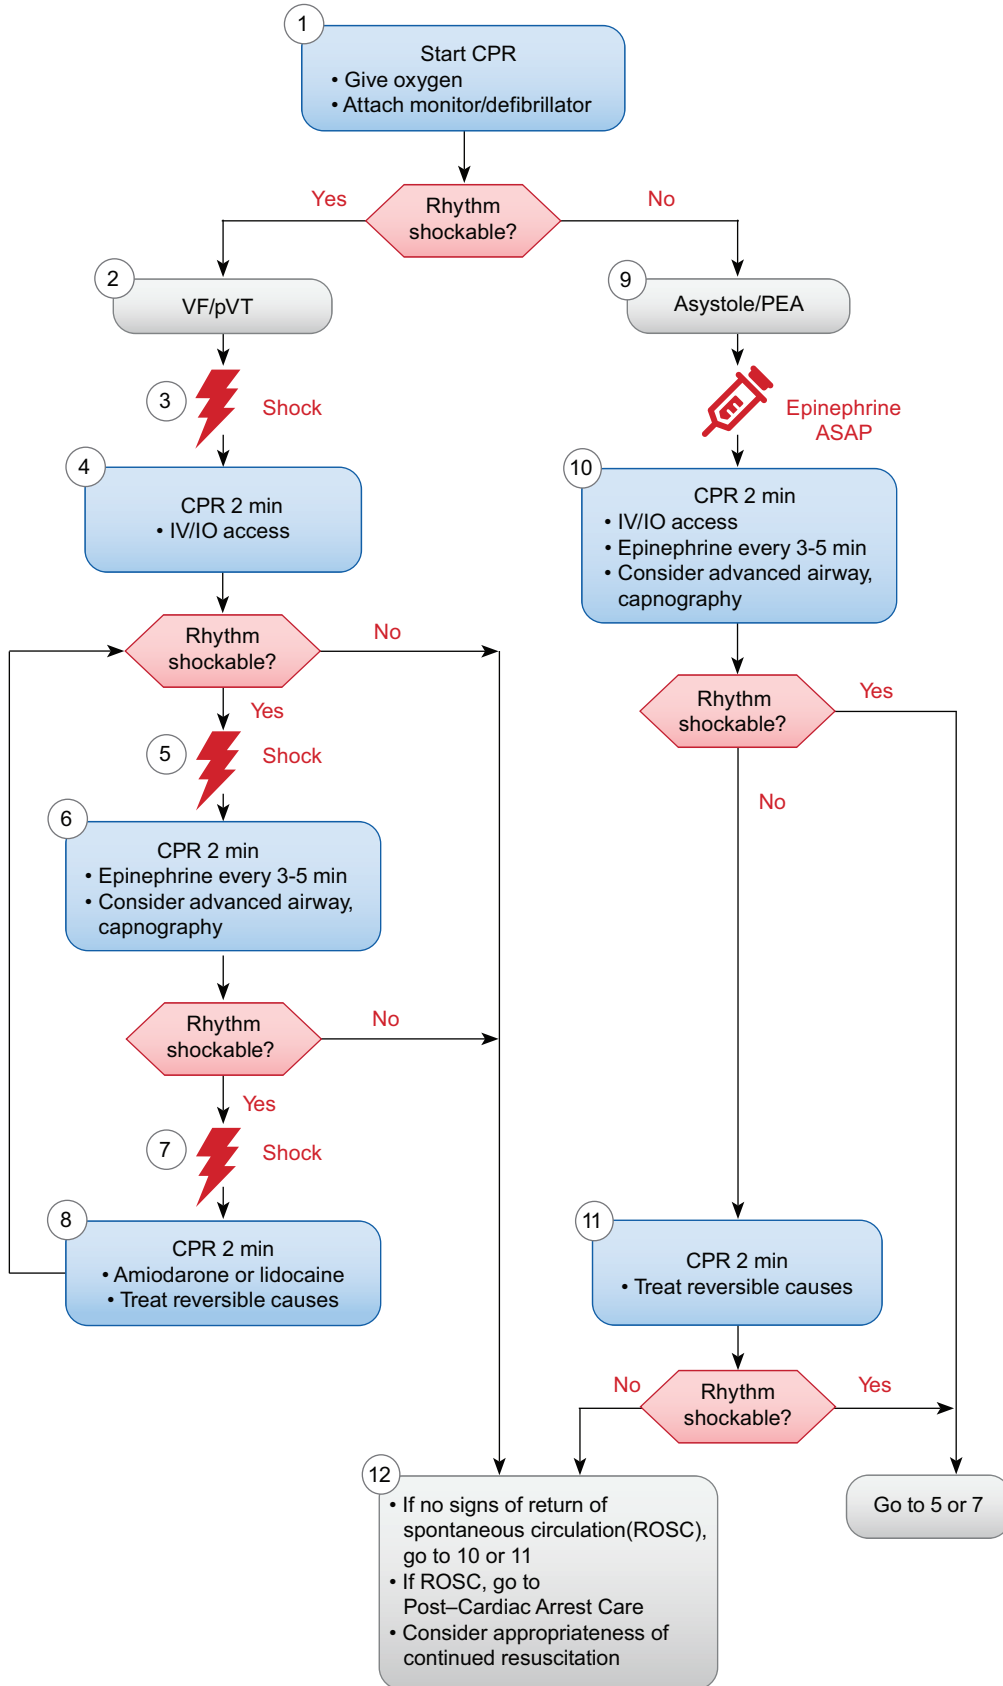 1
Start CPR
• Give oxygen
• Attach monitor/defibrillator
Rhythm
shockable?
Yes
No
2
VF/pVT
3
Shock
4
CPR 2 min
• IV/IO access
Rhythm
shockable?
No
Yes
5
Shock
6
CPR 2 min
• Epinephrine every 3-5 min
• Consider advanced airway,
capnography
Rhythm
shockable?
No
Yes
7
Shock
8
CPR 2 min
• Amiodarone or lidocaine
• Treat reversible causes
9
Asystole/PEA
Epinephrine
ASAP
10
CPR 2 min
• IV/IO access
• Epinephrine every 3-5 min
• Consider advanced airway,
capnography
Rhythm
shockable?
Yes
No
11
CPR 2 min
• Treat reversible causes
Rhythm
shockable?
No
Yes
12
• If no signs of return of
spontaneous circulation(ROSC),
go to 10 or 11
• If ROSC, go to
Post–Cardiac Arrest Care
• Consider appropriateness of
continued resuscitation
Go to 5 or 7